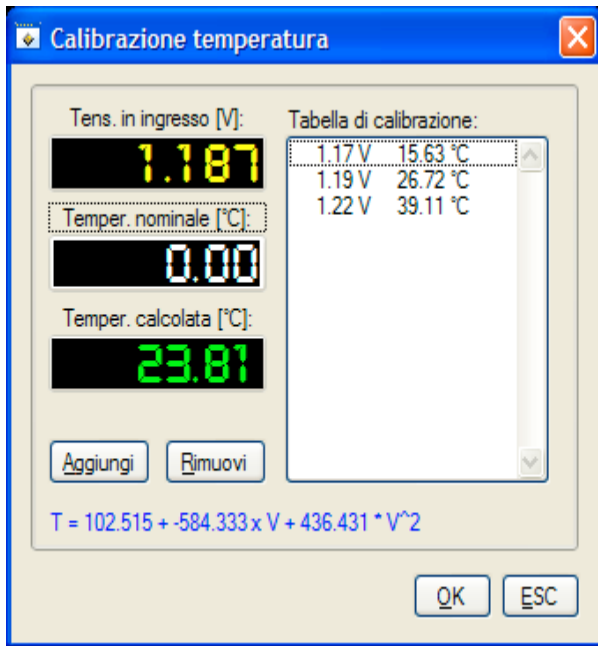 Calibrazione temperatura
Tens. in ingresso [V]:
1.187
Temper. nominale [°C]:
0.00
Temper. calcolata [°C]:
23.81
Tabella di calibrazione:
1.17 V 15.63 °C
1.19 V 26.72 °C
1.22 V 39.11 °C
Aggiungi
Rimuovi
T = 102.515 + -584.333 x V + 436.431 * V^2
OK
ESC